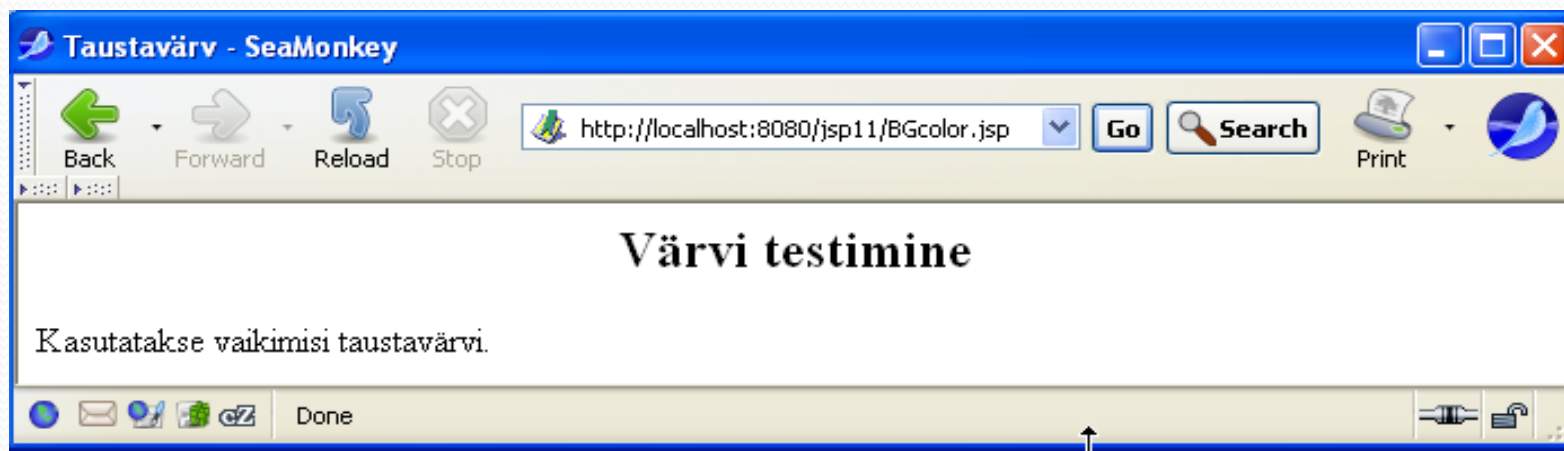 Taustavärv - SeaMonkey
http://localhost:8080/jsp11/BGcolor.jsp Go Search
Back Forward Reload Stop Print
Värvi testimine
Kasutatakse vaikimisi taustavärvi.
cZ Done